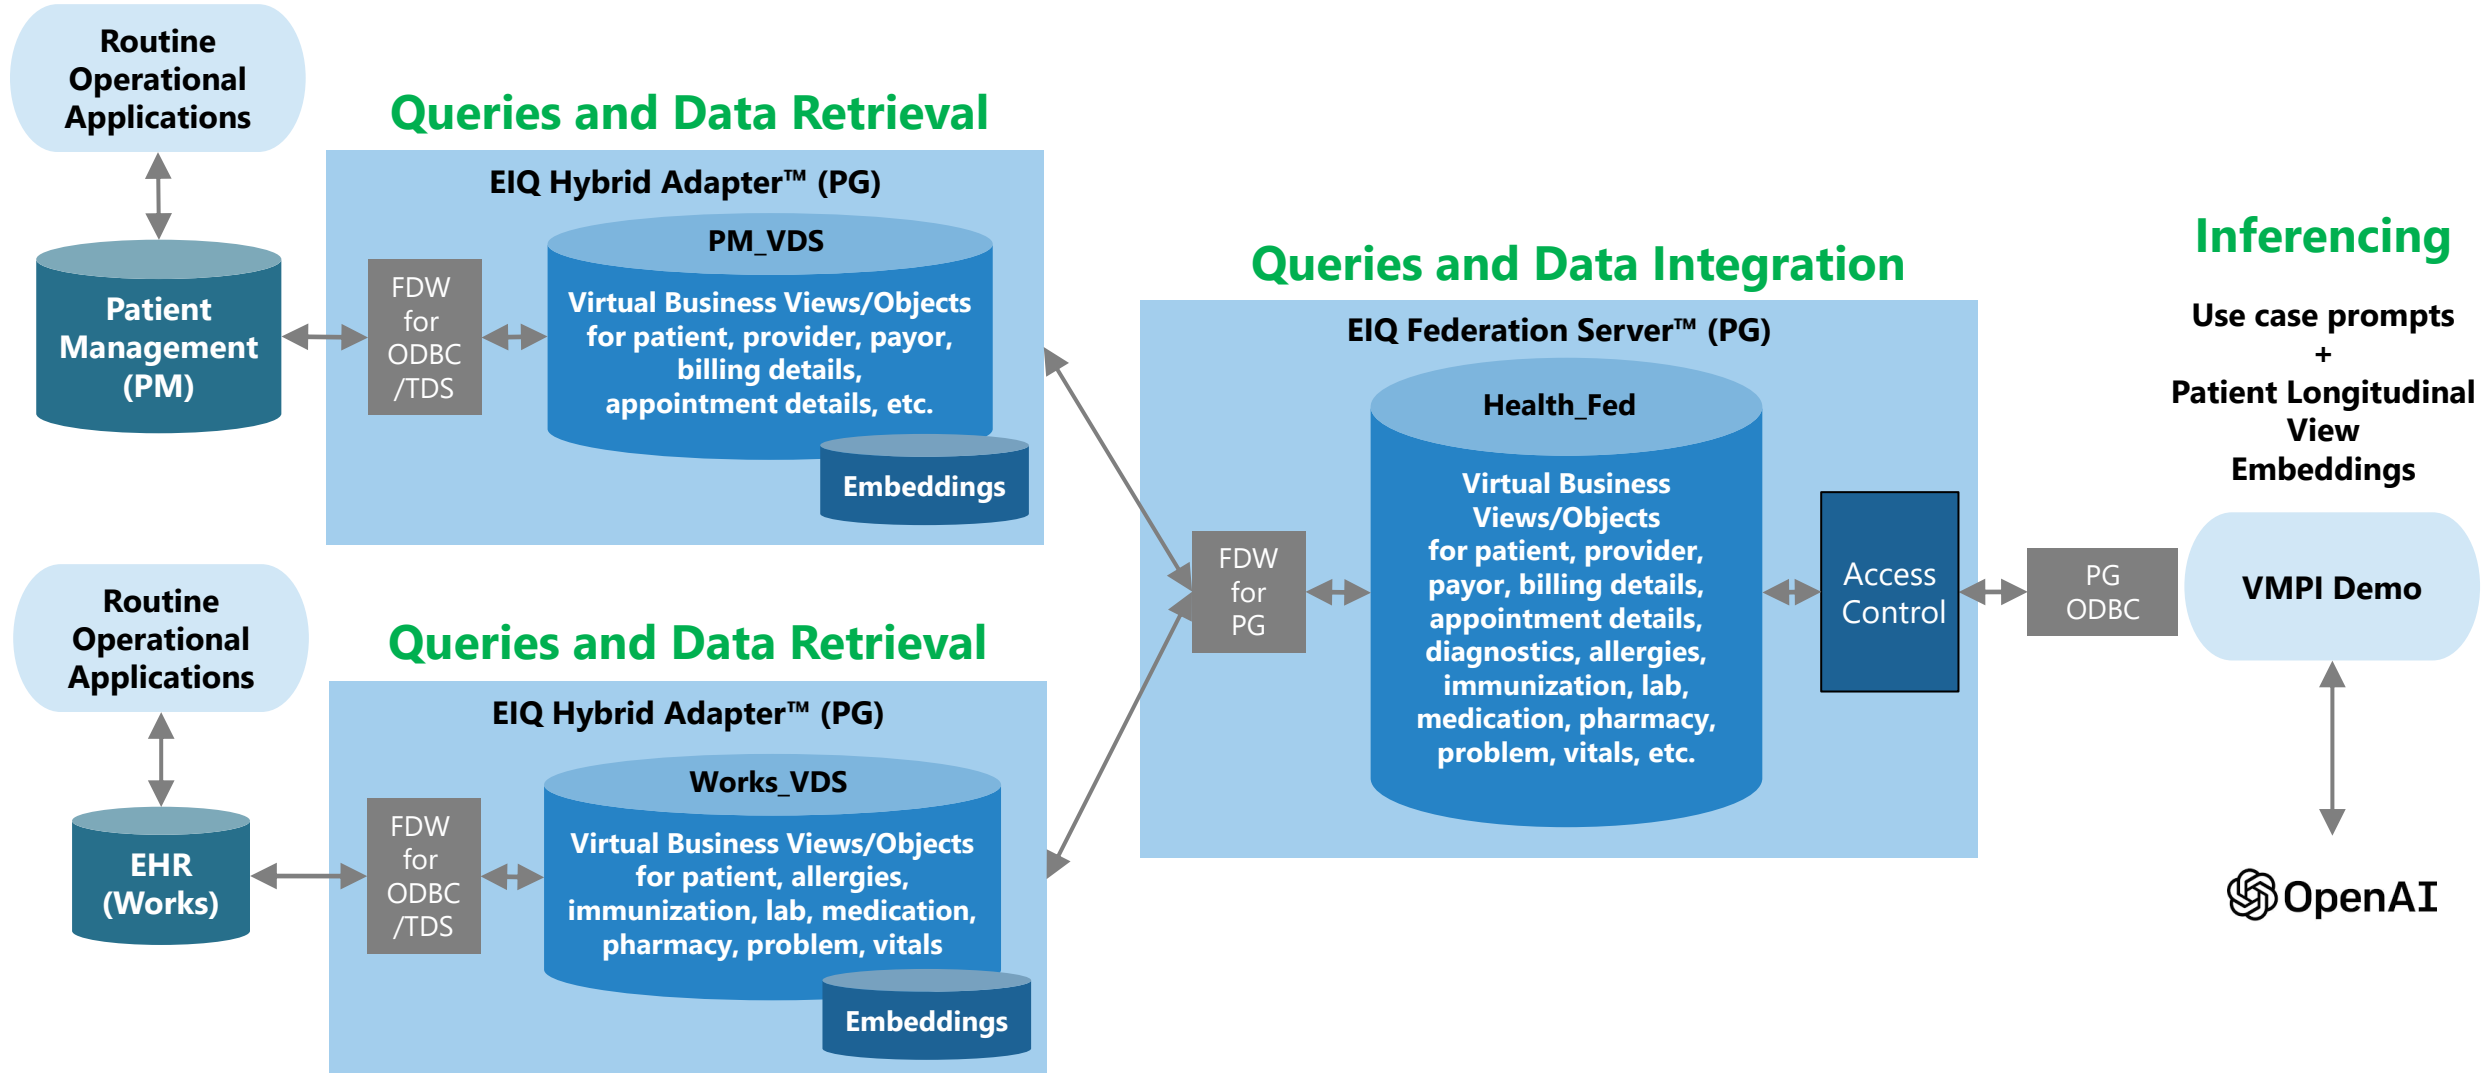 Routine
Operational
Applications
Queries and Data Retrieval
EIQ Hybrid Adapter™ (PG)
Patient
Management
(PM)
FDW
for
ODBC
/TDS
PM_VDS
Virtual Business Views/Objects
for patient, provider, payor,
billing details,
appointment details, etc.
Embeddings
Routine
Operational
Applications
Queries and Data Retrieval
EIQ Hybrid Adapter™ (PG)
EHR
(Works)
FDW
for
ODBC
/TDS
Works_VDS
Virtual Business Views/Objects
for patient, allergies,
immunization, lab, medication,
pharmacy, problem, vitals
Embeddings
Queries and Data Integration
EIQ Federation Server™ (PG)
FDW
for
PG
Health_Fed
Virtual Business
Views/Objects
for patient, provider,
payor, billing details,
appointment details,
diagnostics, allergies,
immunization, lab,
medication, pharmacy,
problem, vitals, etc.
Access
Control
PG
ODBC
Inferencing
Use case prompts
+
Patient Longitudinal
View
Embeddings
VMPI Demo
OpenAI